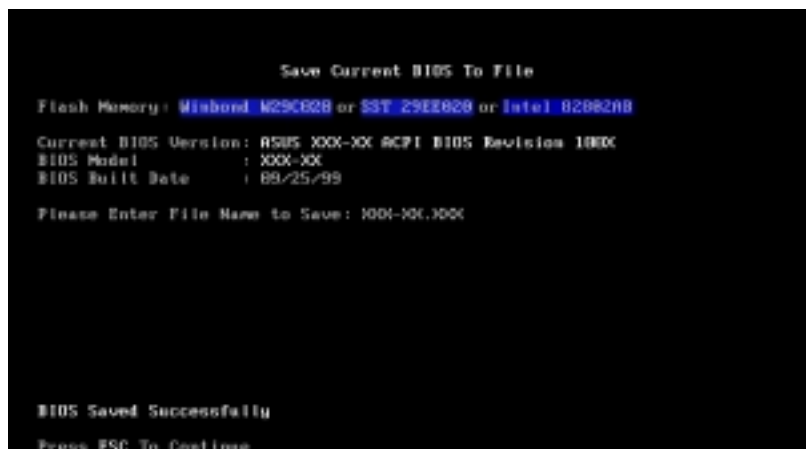 Save Current BIOS To File
Flash Memory: Winbond W29C020 or SST 29EE020 or Intel 82802AB
Current BIOS Version: ASUS XXX-XX ACPI BIOS Revision 100X
BIOS Model : XXX-XX
BIOS Built Date : 09/25/99
Please Enter File Name to Save: XXX-XX.XXX
BIOS Saved Successfully
Press ESC To Continue